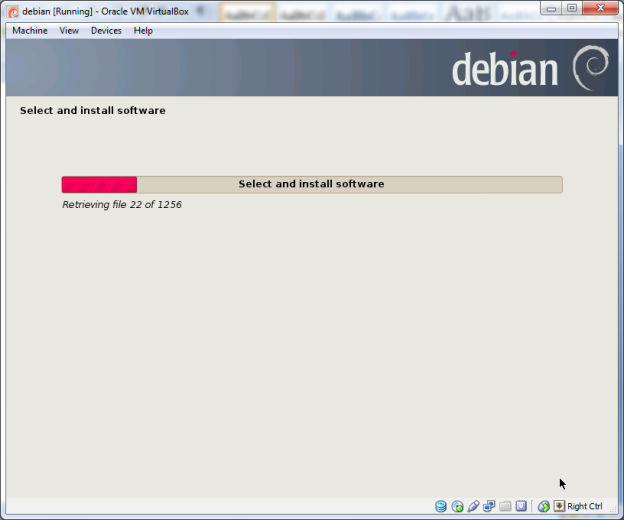 debian [Running] - Oracle VM VirtualBox
Machine View Devices Help
debian
Select and install software
Select and install software
Retrieving file 22 of 1256
Right Ctrl